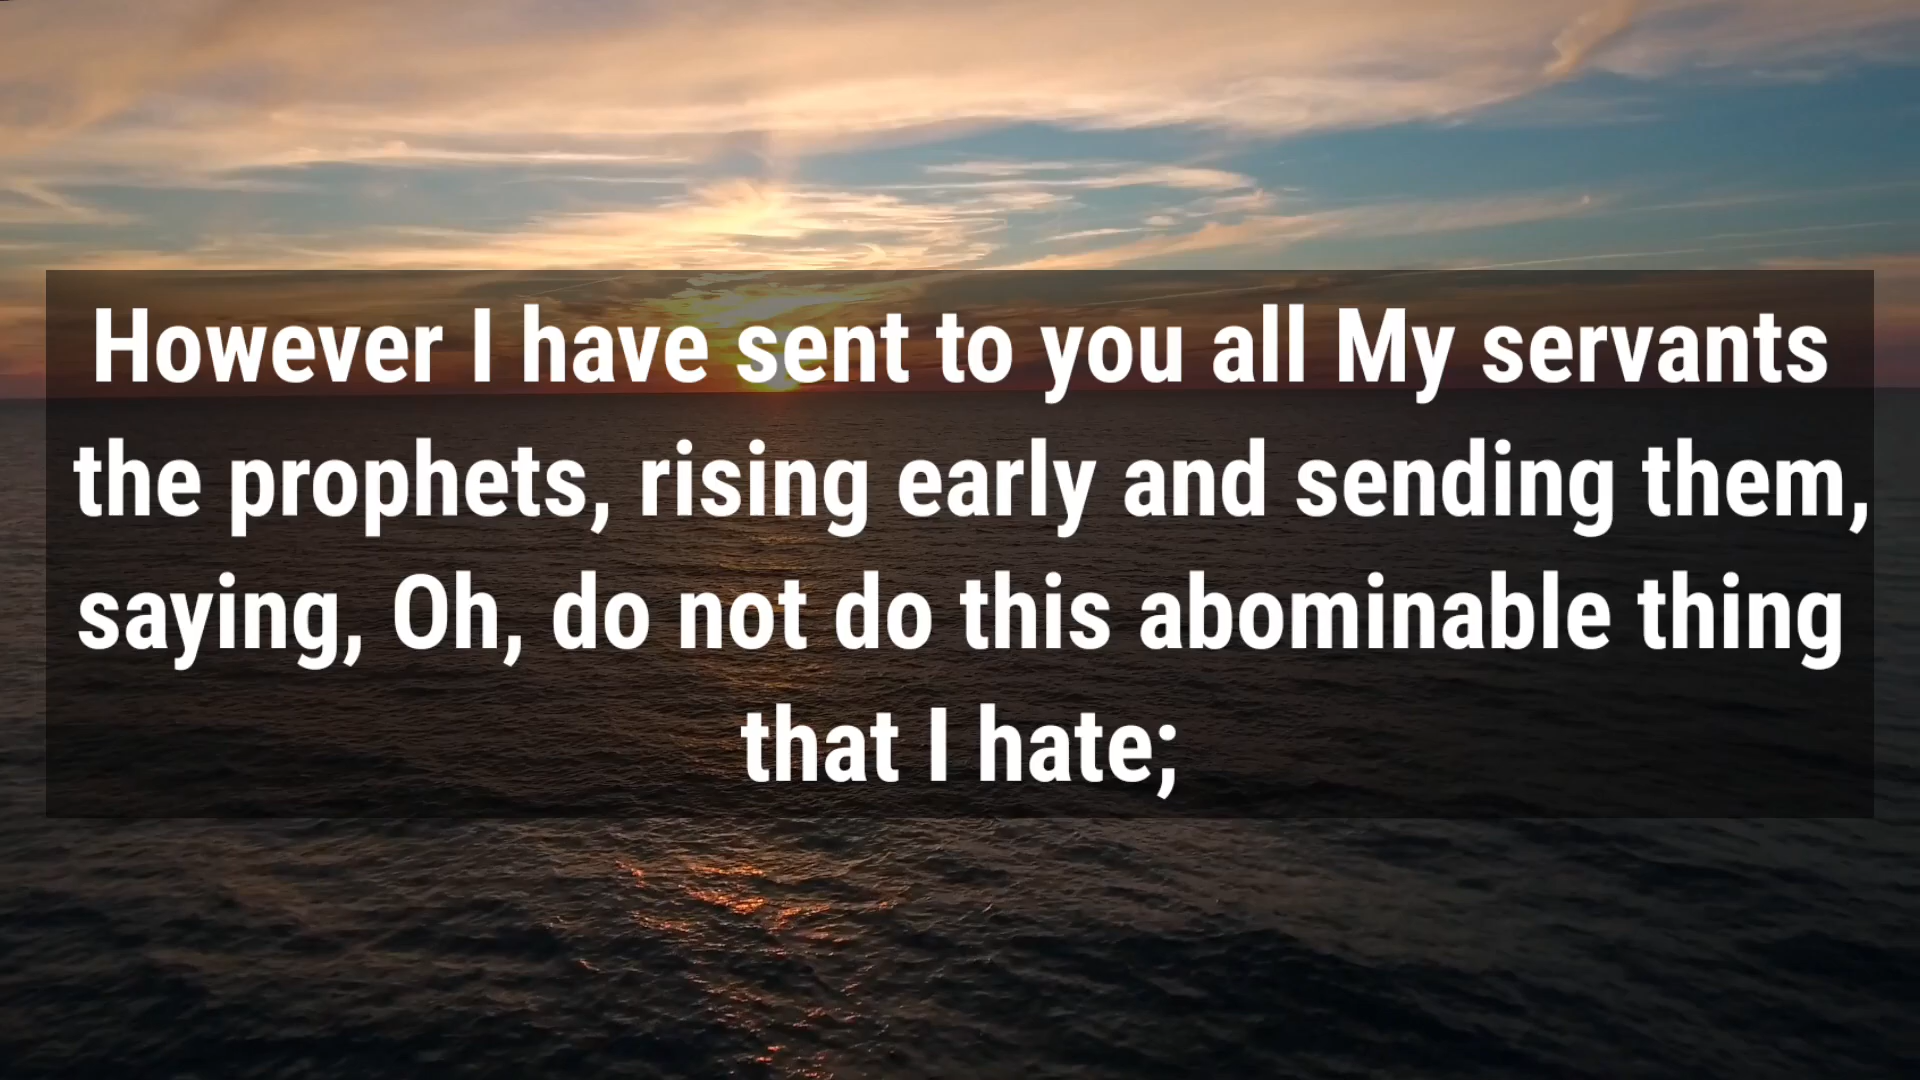 However I have sent to you all My servants
the prophets, rising early and sending them,
saying, Oh, do not do this abominable thing
that I hate;